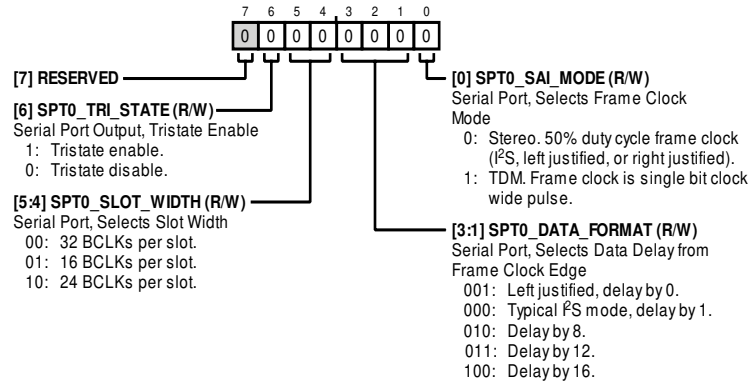 7 6 5 4 3 2 1 0
0 0 0 0 0 0 0 0
[7] RESERVED
[6] SPT0_TRI_STATE (R/W)
Serial Port Output, Tristate Enable
1: Tristate enable.
0: Tristate disable.
[5:4] SPT0_SLOT_WIDTH (R/W)
Serial Port, Selects Slot Width
00: 32 BCLKs per slot.
01: 16 BCLKs per slot.
10: 24 BCLKs per slot.
[0] SPT0_SAI_MODE (R/W)
Serial Port, Selects Frame Clock
Mode
0: Stereo. 50% duty cycle frame clock
(I²S, left justified, or right justified).
1: TDM. Frame clock is single bit clock
wide pulse.
[3:1] SPT0_DATA_FORMAT (R/W)
Serial Port, Selects Data Delay from
Frame Clock Edge
001: Left justified, delay by 0.
000: Typical I²S mode, delay by 1.
010: Delay by 8.
011: Delay by 12.
100: Delay by 16.